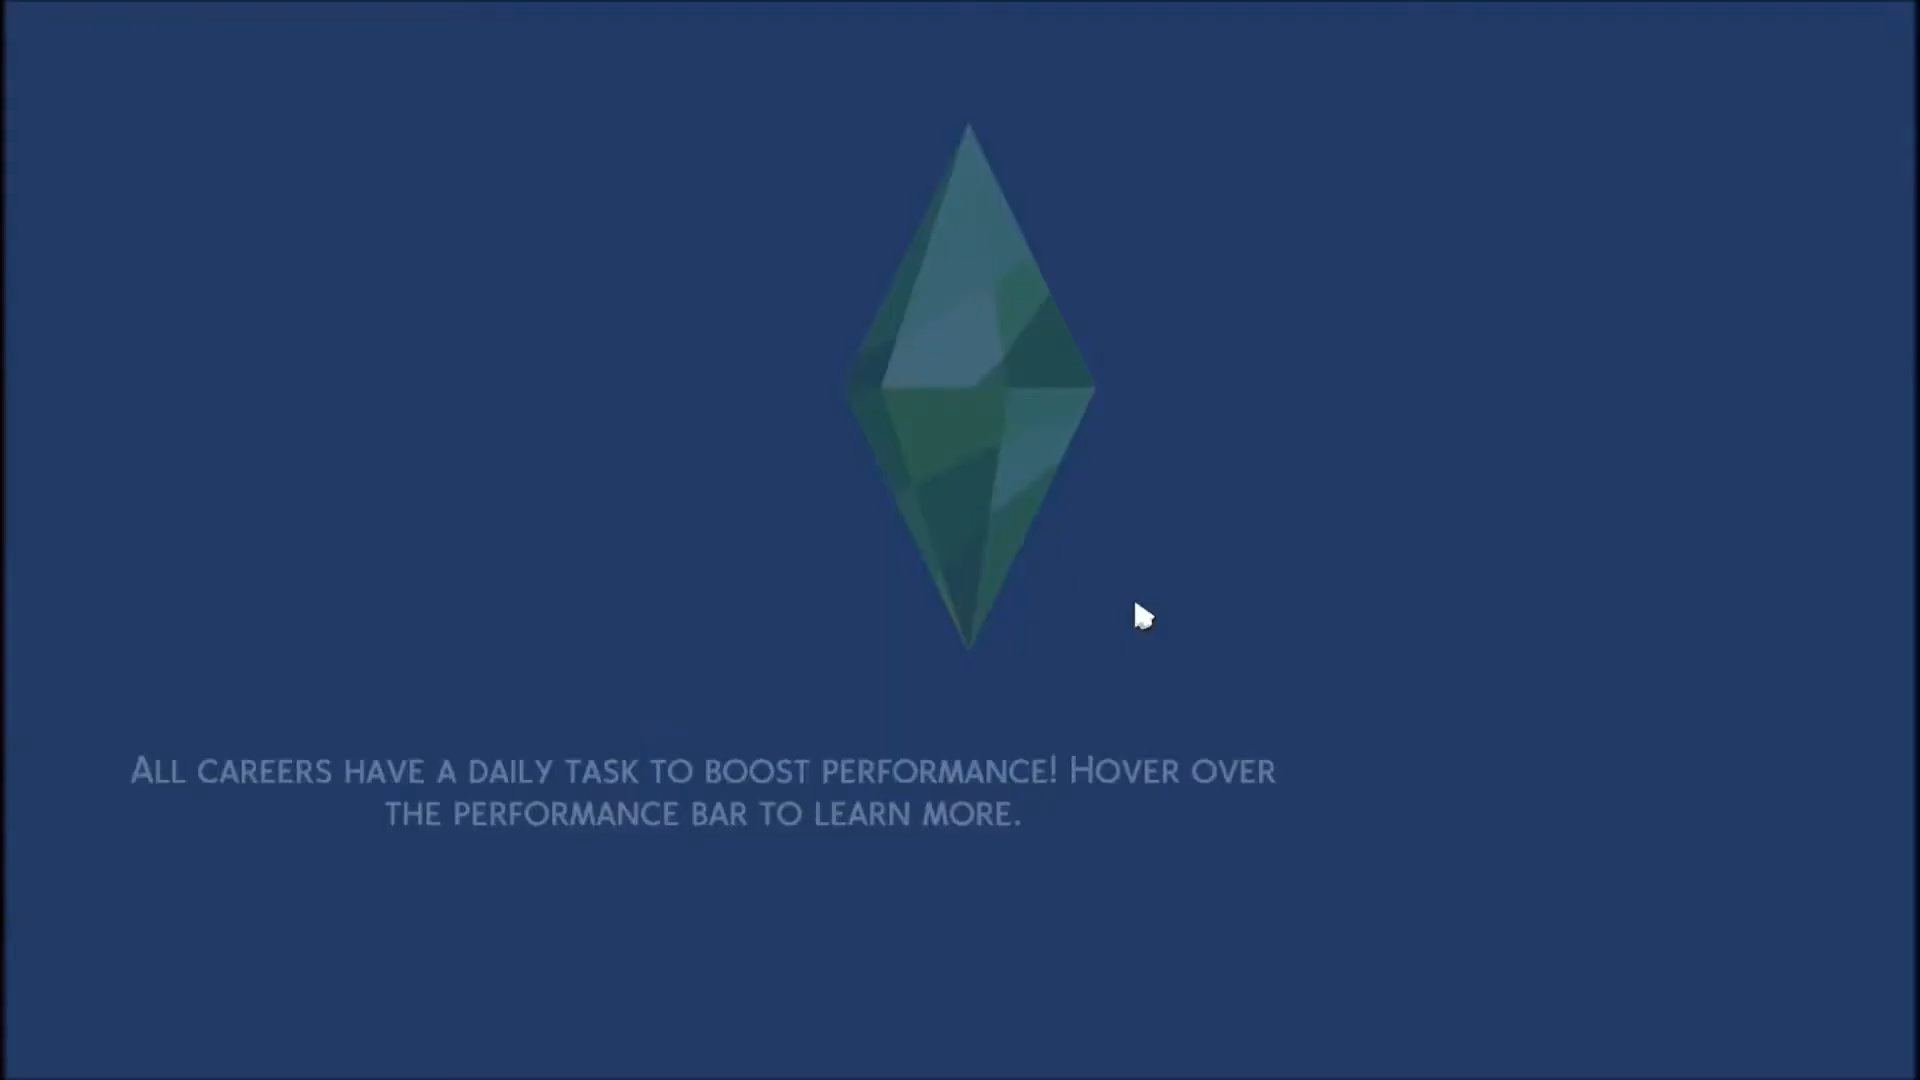 All careers have a daily task to boost performance! Hover over
the performance bar to learn more.